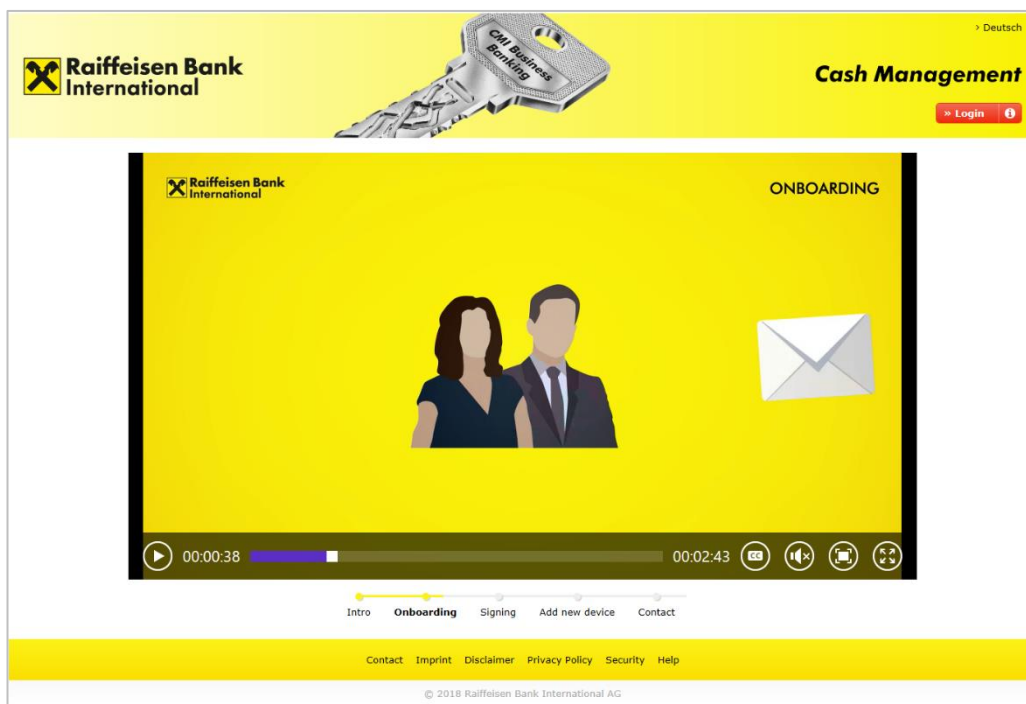 › Deutsch
Raiffeisen Bank
International
CMI Business
Banking
Cash Management
» Login
Raiffeisen Bank
International
ONBOARDING
00:00:38
00:02:43
CC
Intro Onboarding Signing Add new device Contact
Contact Imprint Disclaimer Privacy Policy Security Help
© 2018 Raiffeisen Bank International AG